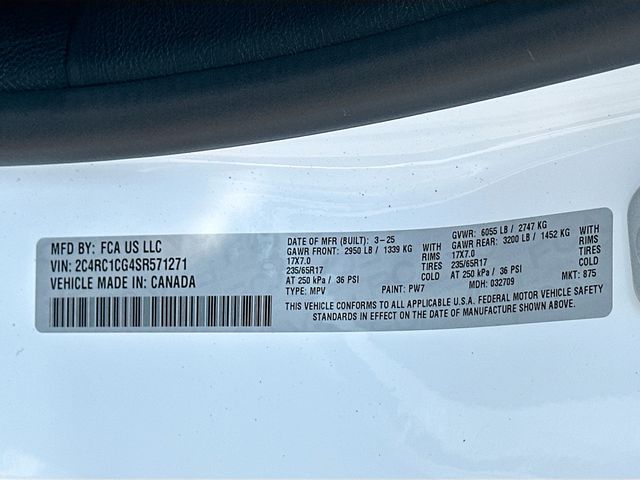 MFD BY: FCA US LLC
VIN: 2C4RC1CG4SR571271
VEHICLE MADE IN: CANADA
DATE OF MFR (BUILT): 3-25
GAWR FRONT: 2950 LB / 1339 KG WITH
17X7.0 RIMS
235/65R17 TIRES
AT 250 kPa / 36 PSI COLD
TYPE: MPV PAINT: PW7
GVWR: 6055 LB / 2747 KG
GAWR REAR: 3200 LB / 1452 KG WITH
17X7.0 RIMS
235/65R17 TIRES
AT 250 kPa / 36 PSI COLD
MDH: 032709 MKT: 875
THIS VEHICLE CONFORMS TO ALL APPLICABLE U.S.A. FEDERAL MOTOR VEHICLE SAFETY
STANDARDS IN EFFECT ON THE DATE OF MANUFACTURE SHOWN ABOVE.